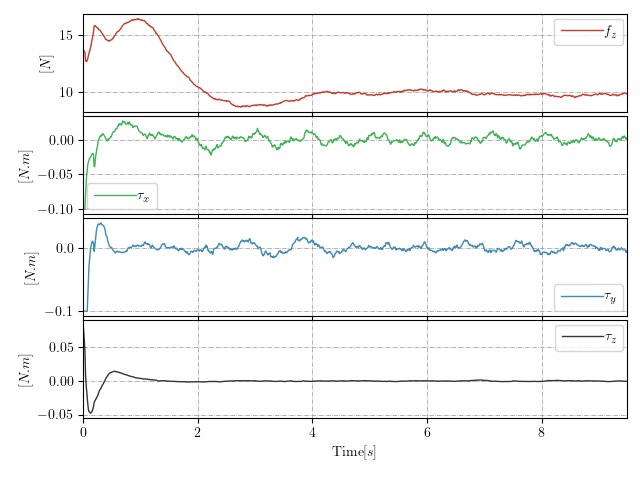 15
10
[N]
f_z
0.00
−0.05
−0.10
[N.m]
τ_x
0.0
−0.1
[N.m]
τ_y
0.05
0.00
−0.05
[N.m]
τ_z
0 2 4 6 8
Time[s]